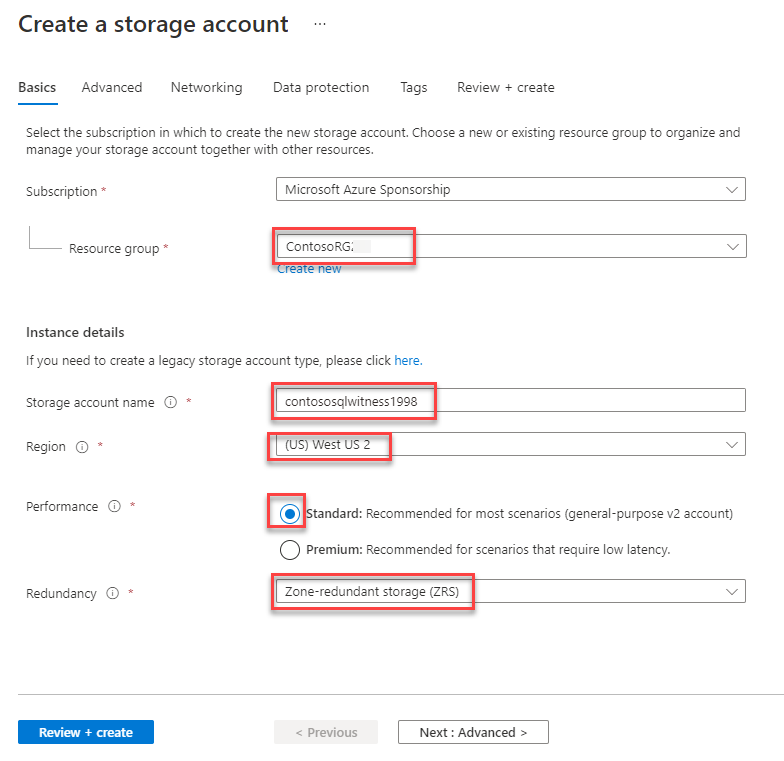 Create a storage account ...
Basics Advanced Networking Data protection Tags Review + create
Select the subscription in which to create the new storage account. Choose a new or existing resource group to organize and
manage your storage account together with other resources.
Subscription * Microsoft Azure Sponsorship
Resource group * ContosoRG
Create new
Instance details
If you need to create a legacy storage account type, please click here.
Storage account name * contososqlwitness1998
Region * (US) West US 2
Performance * Standard: Recommended for most scenarios (general-purpose v2 account)
Premium: Recommended for scenarios that require low latency.
Redundancy * Zone-redundant storage (ZRS)
Review + create < Previous Next : Advanced >